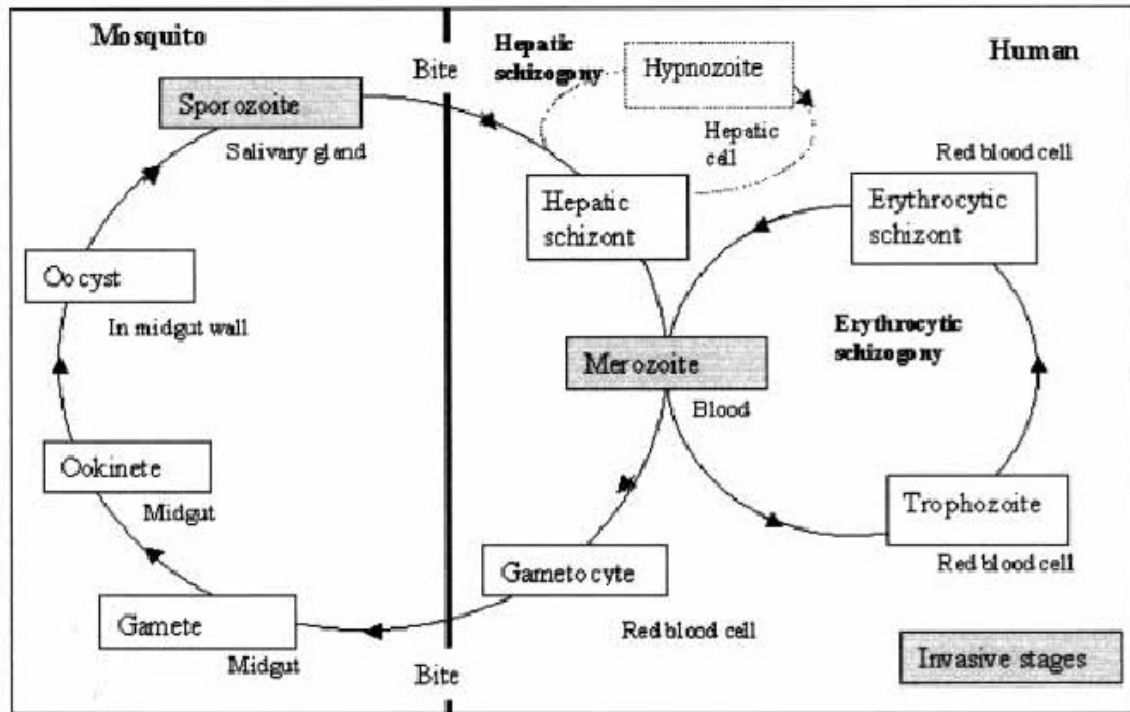 Mosquito
Bite
Hepatic
schizogony
Hypnozoite
Human
Sporozoite
Salivary gland
Hepatic
cell
Red blood cell
Hepatic
schizont
Erythrocytic
schizont
Oocyst
In midgut wall
Erythrocytic
schizogony
Merozoite
Blood
Ookinete
Midgut
Trophozoite
Red blood cell
Gametocyte
Red blood cell
Gamete
Midgut
Bite
Invasive stages